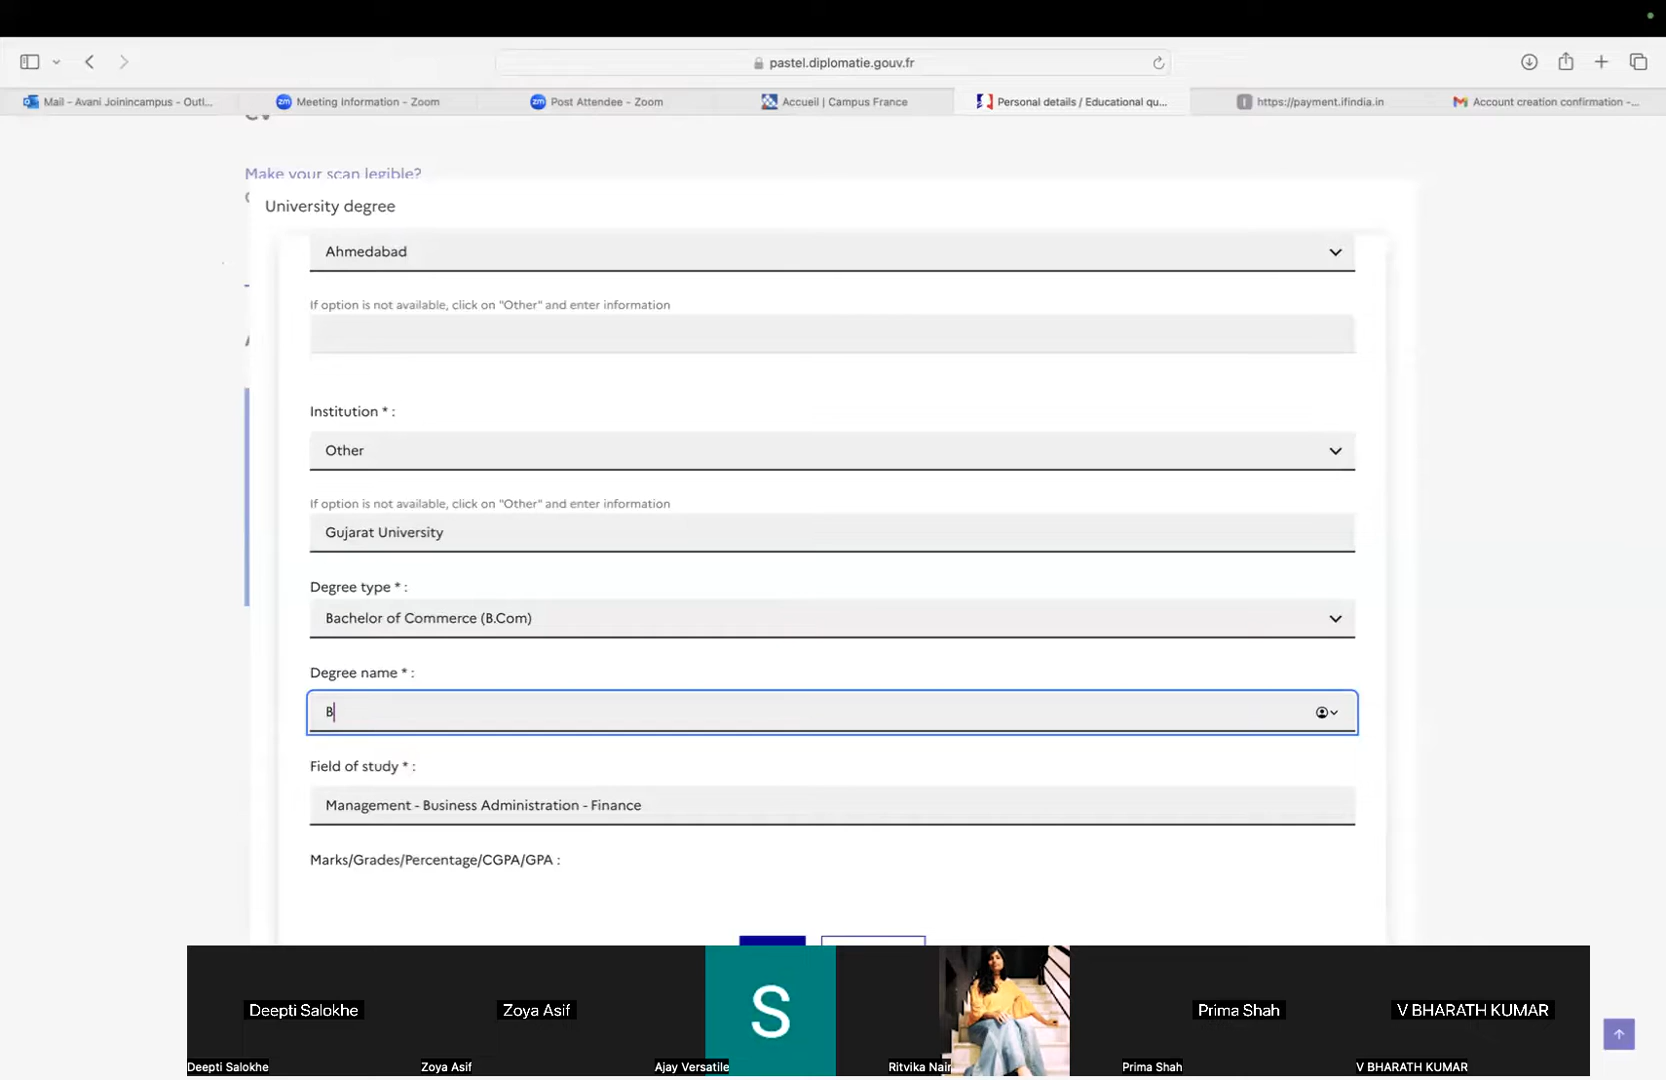 pastel.diplomatie.gouv.fr
Mail - Avani Joinincampus - Outl...
zm Meeting Information - Zoom
zm Post Attendee - Zoom
Accueil | Campus France
Personal details / Educational qu...
I https://payment.ifindia.in
Account creation confirmation -...
Make your scan legible?
University degree
Ahmedabad
If option is not available, click on "Other" and enter information
Institution * :
Other
If option is not available, click on "Other" and enter information
Gujarat University
Degree type * :
Bachelor of Commerce (B.Com)
Degree name * :
B
Field of study * :
Management - Business Administration - Finance
Marks/Grades/Percentage/CGPA/GPA :
Deepti Salokhe
Zoya Asif
S
Prima Shah
V BHARATH KUMAR
Deepti Salokhe
Zoya Asif
Ajay Versatile
Ritvika Nair
Prima Shah
V BHARATH KUMAR